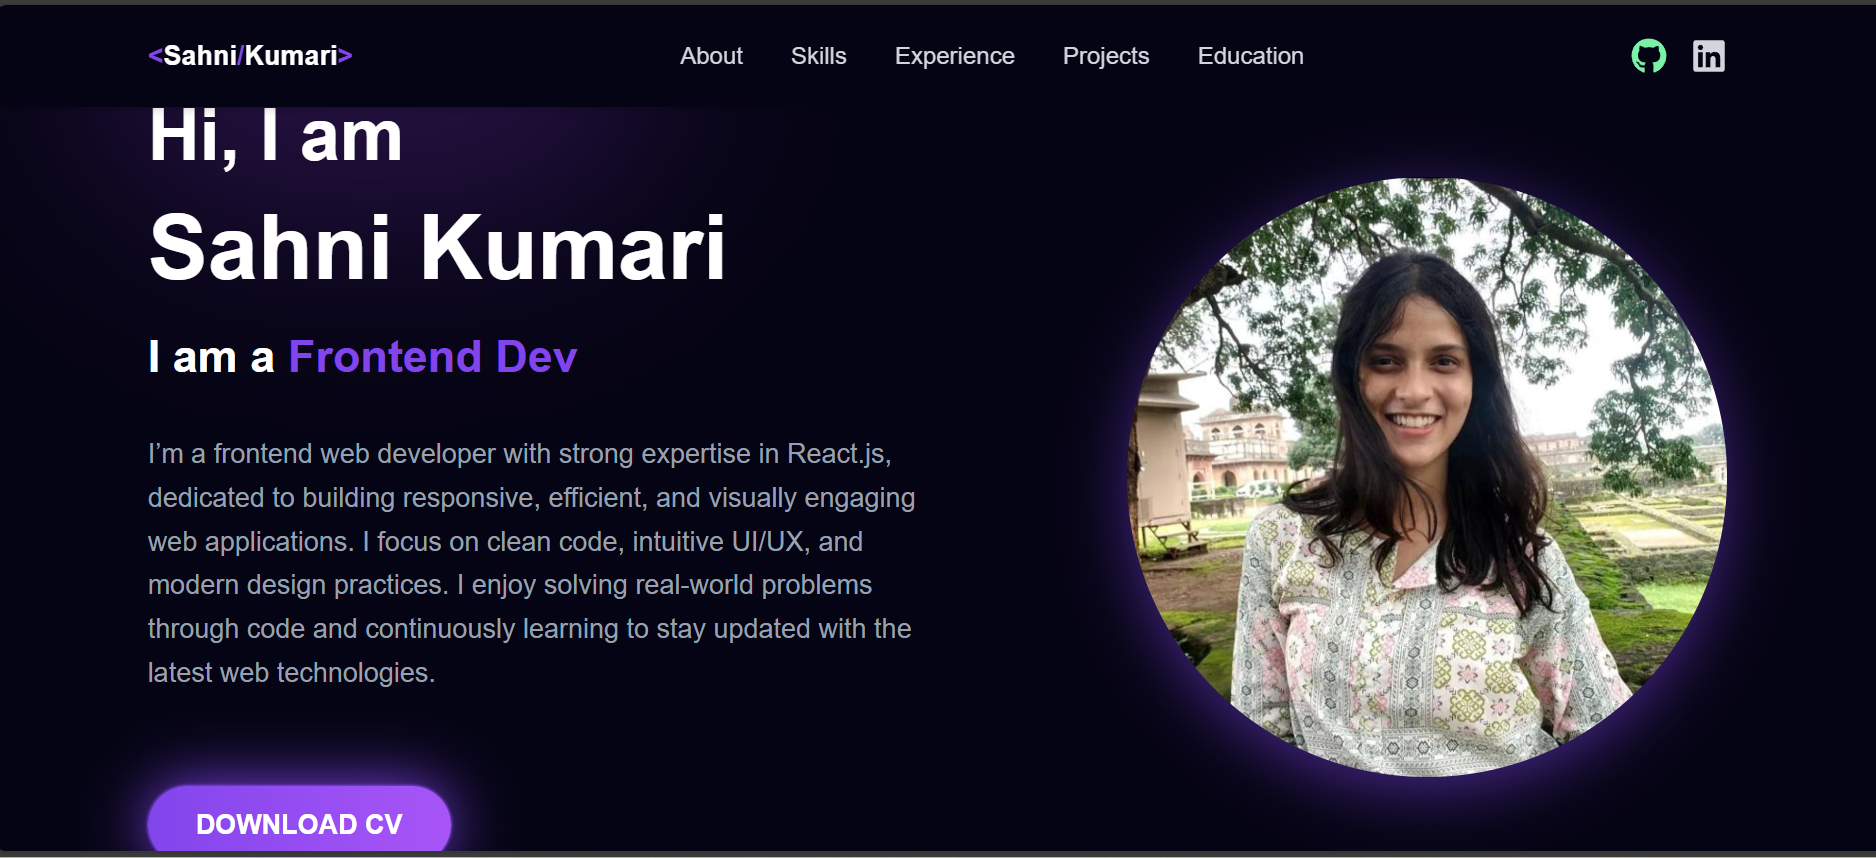 <Sahni/Kumari>
About Skills Experience Projects Education
Hi, I am
Sahni Kumari
I am a Frontend Dev
I’m a frontend web developer with strong expertise in React.js,
dedicated to building responsive, efficient, and visually engaging
web applications. I focus on clean code, intuitive UI/UX, and
modern design practices. I enjoy solving real-world problems
through code and continuously learning to stay updated with the
latest web technologies.
DOWNLOAD CV